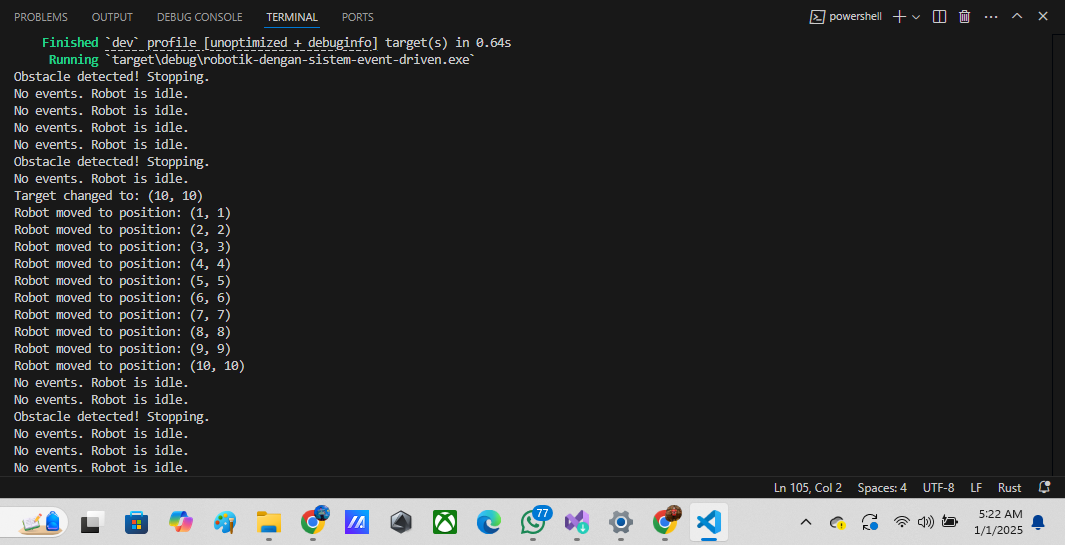 PROBLEMS OUTPUT DEBUG CONSOLE TERMINAL PORTS powershell
Finished `dev` profile [unoptimized + debuginfo] target(s) in 0.64s
Running `target\debug\robotik-dengan-sistem-event-driven.exe`
Obstacle detected! Stopping.
No events. Robot is idle.
No events. Robot is idle.
No events. Robot is idle.
No events. Robot is idle.
Obstacle detected! Stopping.
No events. Robot is idle.
Target changed to: (10, 10)
Robot moved to position: (1, 1)
Robot moved to position: (2, 2)
Robot moved to position: (3, 3)
Robot moved to position: (4, 4)
Robot moved to position: (5, 5)
Robot moved to position: (6, 6)
Robot moved to position: (7, 7)
Robot moved to position: (8, 8)
Robot moved to position: (9, 9)
Robot moved to position: (10, 10)
No events. Robot is idle.
No events. Robot is idle.
Obstacle detected! Stopping.
No events. Robot is idle.
No events. Robot is idle.
No events. Robot is idle.
Ln 105, Col 2 Spaces: 4 UTF-8 LF Rust
77
5:22 AM
1/1/2025